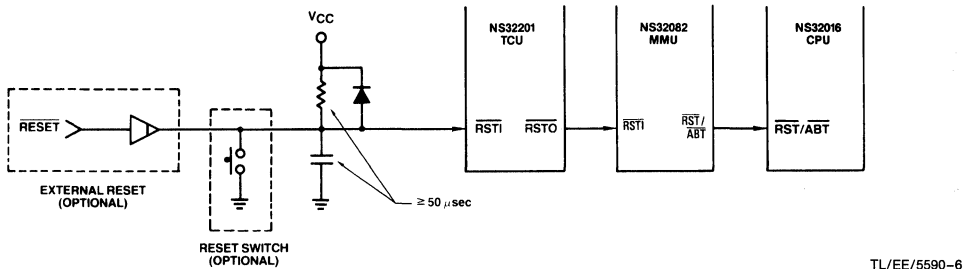 VCC
NS32201
TCU
NS32082
MMU
NS32016
CPU
RESET
RSTI
RSTO
RSTI
RST/
ABT
RST/ABT
EXTERNAL RESET
(OPTIONAL)
≥ 50 μsec
RESET SWITCH
(OPTIONAL)
TL/EE/5590-6